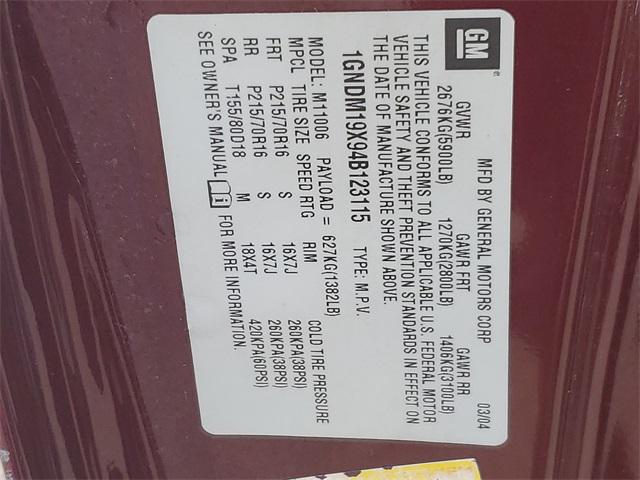 GM
MFD BY GENERAL MOTORS CORP 03/04
GVWR GAWR FRT GAWR RR
2676KG(5900LB) 1270KG(2800LB) 1406KG(3100LB)
THIS VEHICLE CONFORMS TO ALL APPLICABLE U.S. FEDERAL MOTOR
VEHICLE SAFETY AND THEFT PREVENTION STANDARDS IN EFFECT ON
THE DATE OF MANUFACTURE SHOWN ABOVE.
1GNDM19X94B123115 TYPE: M.P.V.
MODEL: M11006 PAYLOAD = 627KG(1382LB)
MPCL TIRE SIZE SPEED RTG RIM COLD TIRE PRESSURE
FRT P215/70R16 S 16X7J 260KPA(38PSI)
RR P215/70R16 S 16X7J 260KPA(38PSI)
SPA T155/80D18 M 18X4T 420KPA(60PSI)
SEE OWNER'S MANUAL FOR MORE INFORMATION.